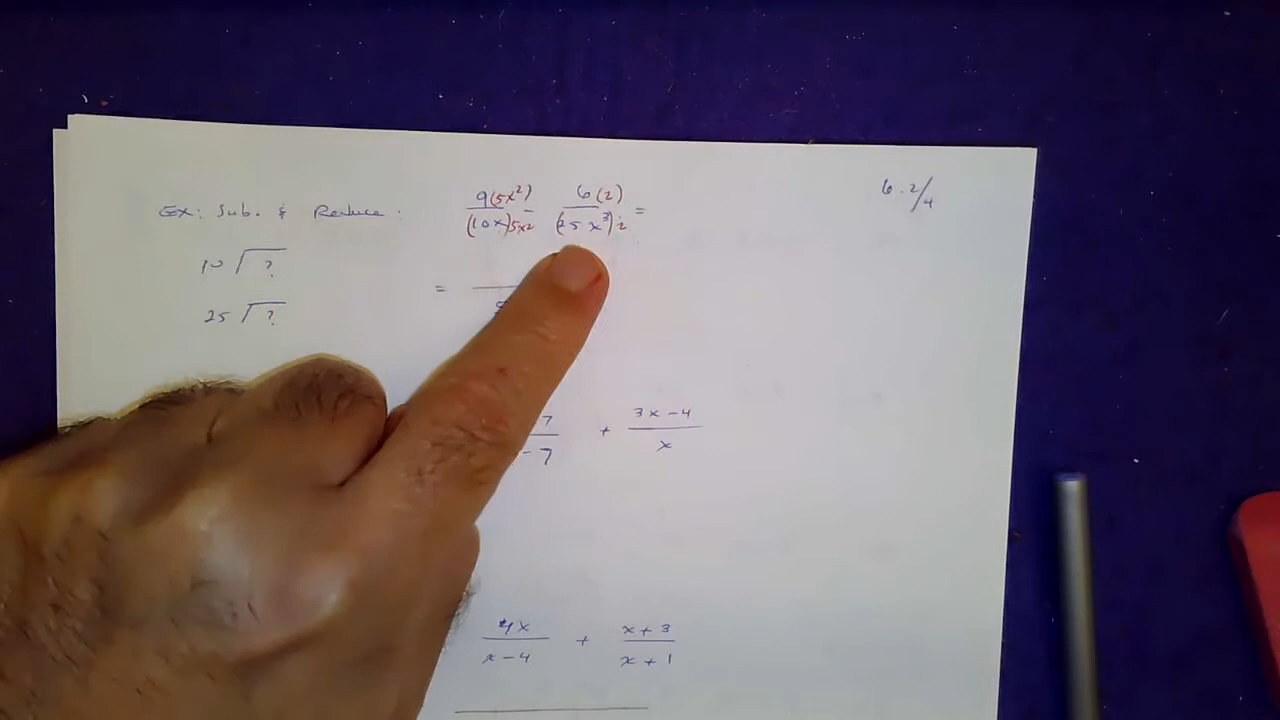 Ex: Sub. & Reduce: 9(5x²)/(10x)5x² - 6(2)/(25x³)2 = 6.2/4
10 ⟌ ?
25 ⟌ ?
= 5
7/-7 + 3x-4/x
4x/x-4 + x+3/x+1